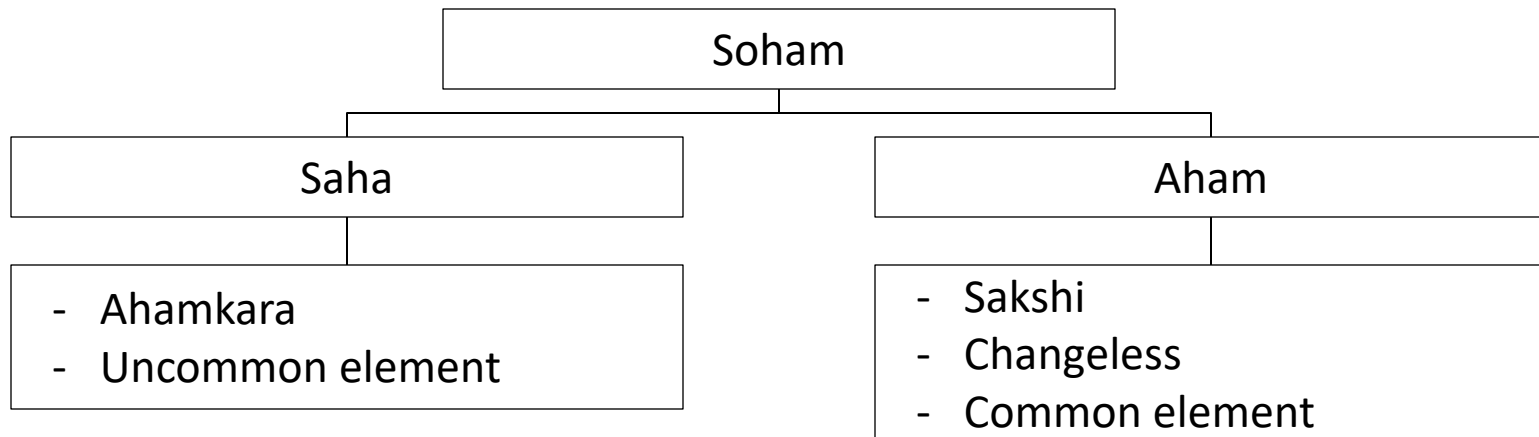 Soham
Saha
Aham
- Ahamkara
- Uncommon element
- Sakshi
- Changeless
- Common element